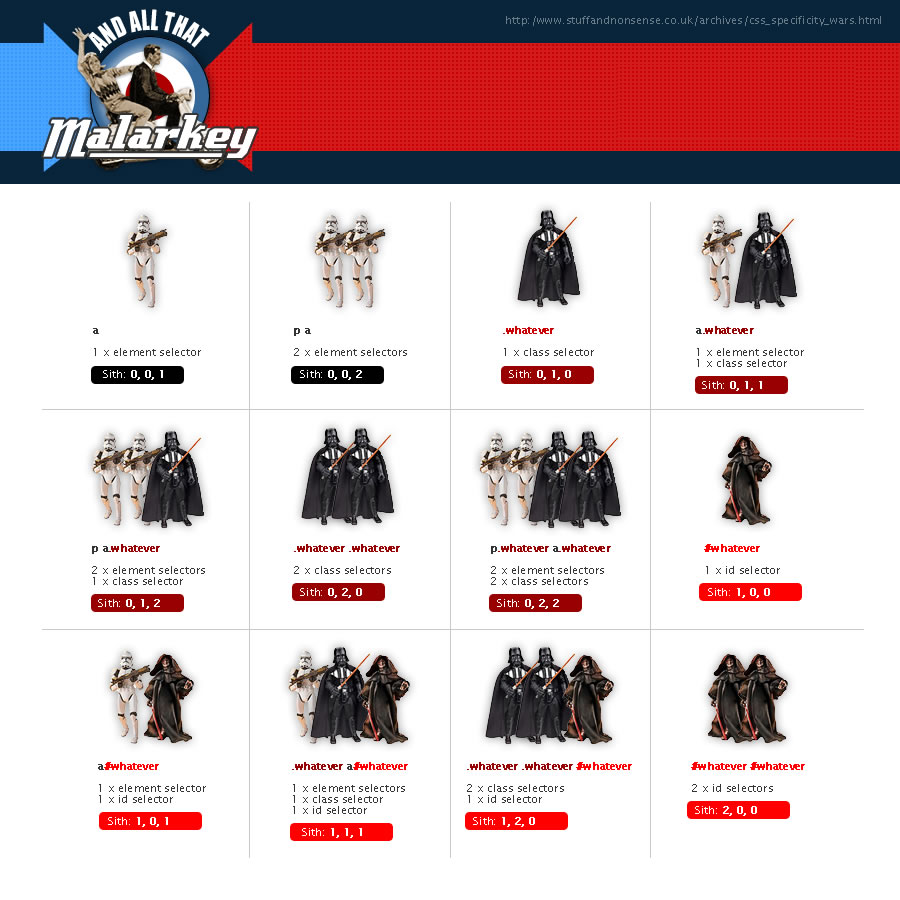 http://www.stuffandnonsense.co.uk/archives/css_specificity_wars.html
AND ALL THAT
Malarkey
a
1 x element selector
Sith: 0, 0, 1
p a
2 x element selectors
Sith: 0, 0, 2
.whatever
1 x class selector
Sith: 0, 1, 0
a.whatever
1 x element selector
1 x class selector
Sith: 0, 1, 1
p a.whatever
2 x element selectors
1 x class selector
Sith: 0, 1, 2
.whatever .whatever
2 x class selectors
Sith: 0, 2, 0
p.whatever a.whatever
2 x element selectors
2 x class selectors
Sith: 0, 2, 2
#whatever
1 x id selector
Sith: 1, 0, 0
a#whatever
1 x element selector
1 x id selector
Sith: 1, 0, 1
.whatever a#whatever
1 x element selectors
1 x class selector
1 x id selector
Sith: 1, 1, 1
.whatever .whatever #whatever
2 x class selectors
1 x id selector
Sith: 1, 2, 0
#whatever #whatever
2 x id selectors
Sith: 2, 0, 0